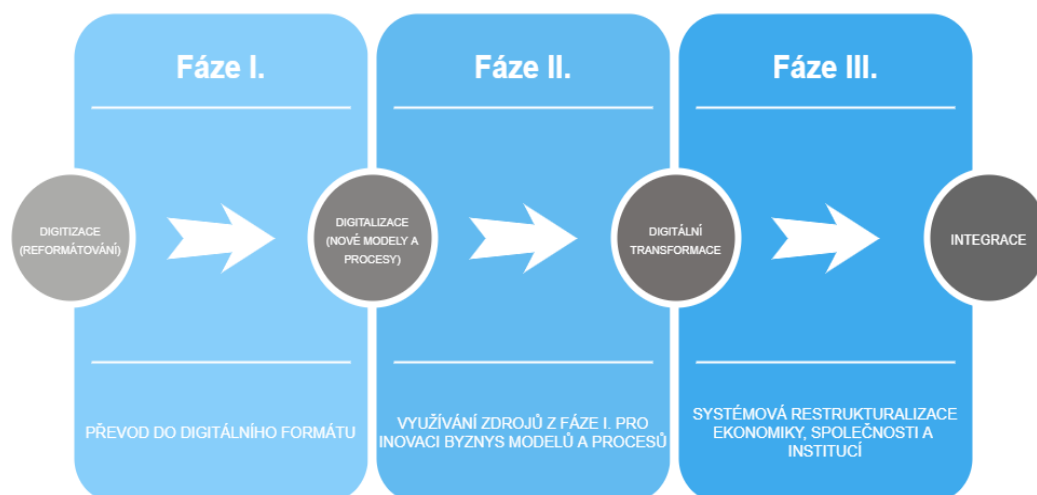 Fáze I.
Fáze II.
Fáze III.
DIGITIZACE
(REFORMÁTOVÁNÍ)
DIGITALIZACE
(NOVÉ MODELY A
PROCESY)
DIGITÁLNÍ
TRANSFORMACE
INTEGRACE
PŘEVOD DO DIGITÁLNÍHO FORMÁTU
VYUŽÍVÁNÍ ZDROJŮ Z FÁZE I. PRO
INOVACI BYZNYS MODELŮ A PROCESŮ
SYSTÉMOVÁ RESTRUKTURALIZACE
EKONOMIKY, SPOLEČNOSTI A
INSTITUCÍ